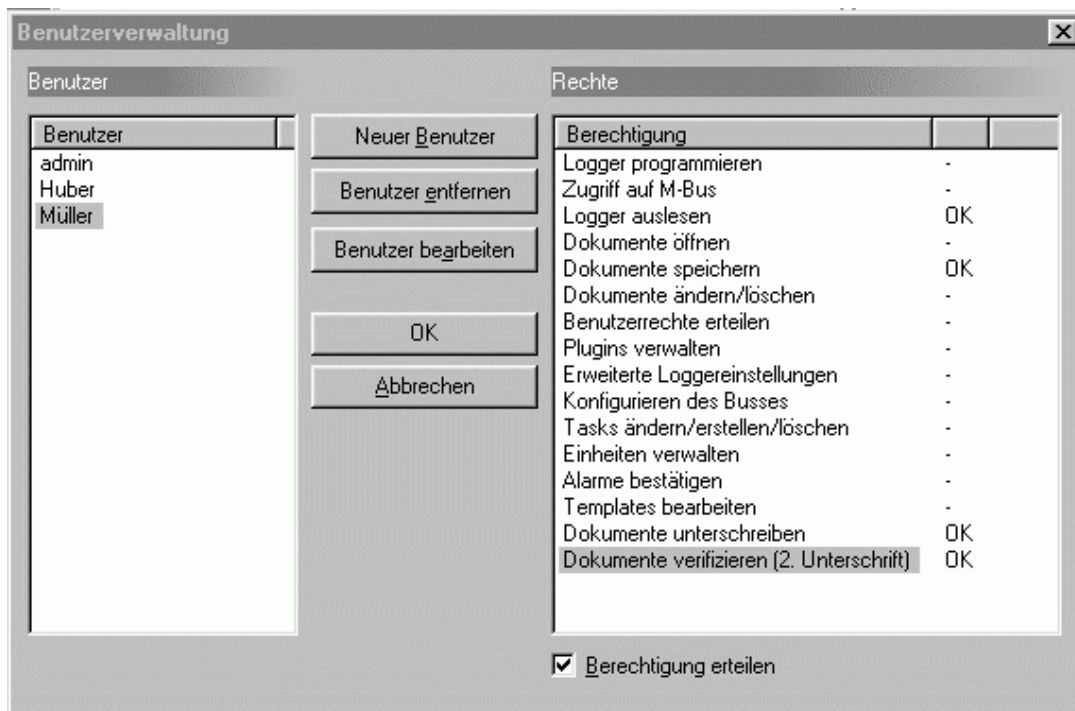 Benutzerverwaltung
Benutzer
Benutzer
admin
Huber
Müller
Neuer Benutzer
Benutzer entfernen
Benutzer bearbeiten
OK
Abbrechen
Rechte
Berechtigung
Logger programmieren -
Zugriff auf M-Bus -
Logger auslesen OK
Dokumente öffnen -
Dokumente speichern OK
Dokumente ändern/löschen -
Benutzerrechte erteilen -
Plugins verwalten -
Erweiterte Loggereinstellungen -
Konfigurieren des Busses -
Tasks ändern/erstellen/löschen -
Einheiten verwalten -
Alarme bestätigen -
Templates bearbeiten -
Dokumente unterschreiben OK
Dokumente verifizieren (2. Unterschrift) OK
Berechtigung erteilen